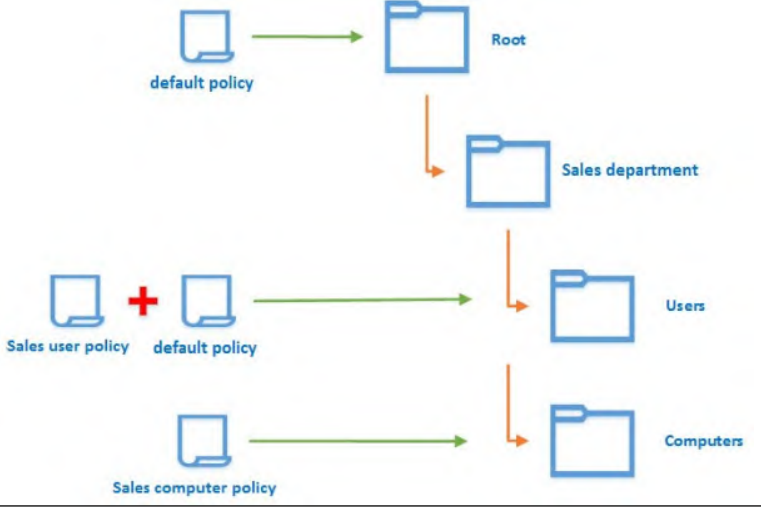 Root
default policy
Sales department
Users
Sales user policy default policy
Computers
Sales computer policy